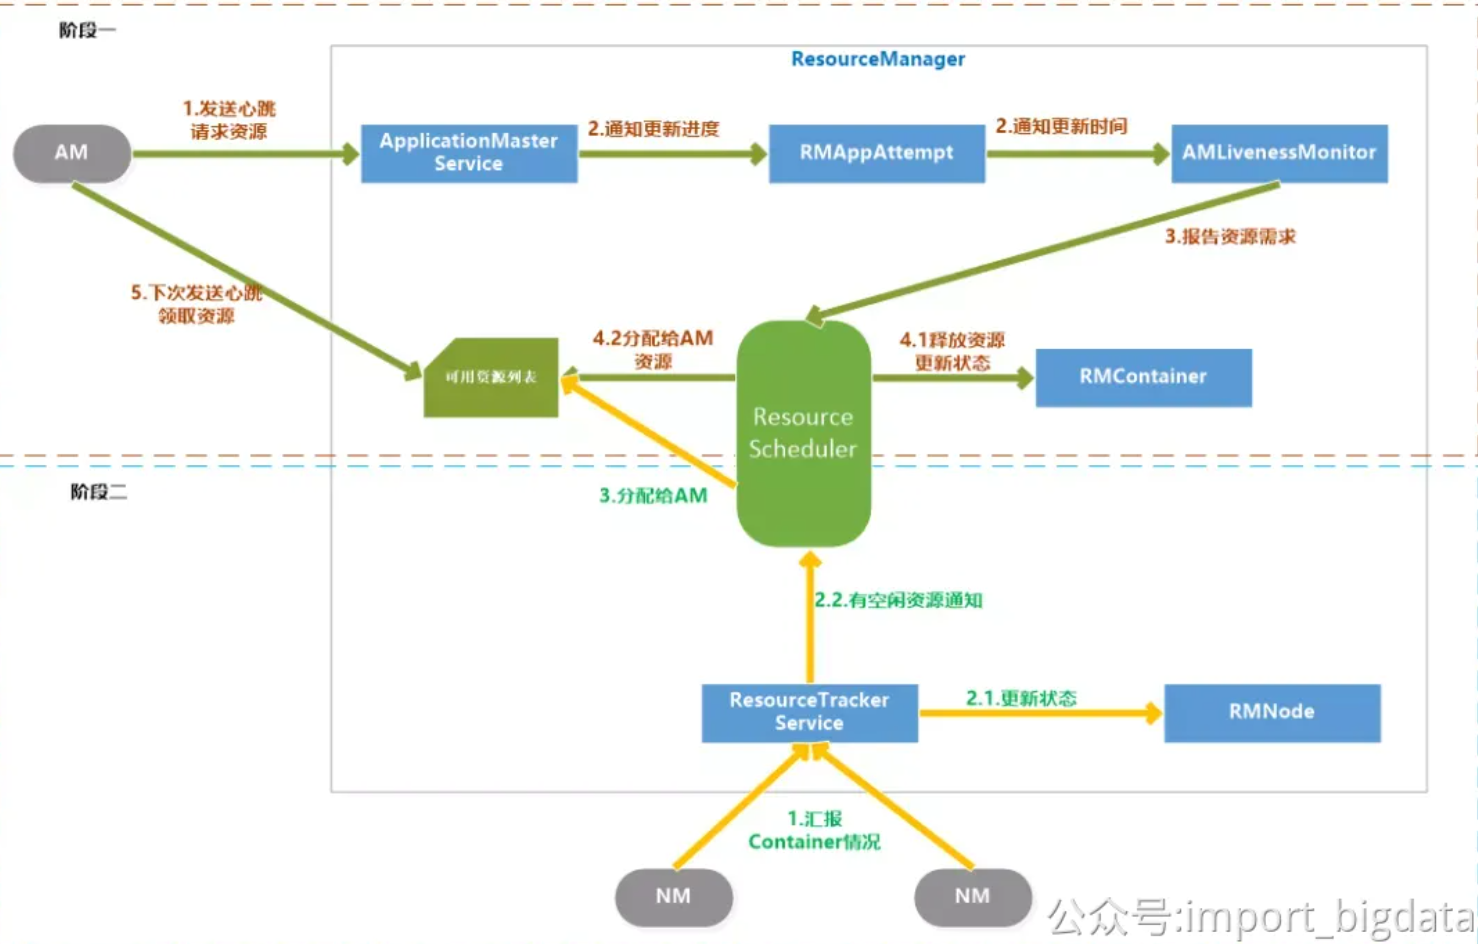 阶段一
ResourceManager
1.发送心跳
请求资源
AM
ApplicationMaster
Service
2.通知更新进度
RMAppAttempt
2.通知更新时间
AMLivenessMonitor
3.报告资源需求
5.下次发送心跳
领取资源
可用资源列表
4.2分配给AM
资源
4.1释放资源
更新状态
RMContainer
Resource
Scheduler
阶段二
3.分配给AM
2.2.有空闲资源通知
ResourceTracker
Service
2.1.更新状态
RMNode
1.汇报
Container情况
NM
NM
公众号:import_bigdata